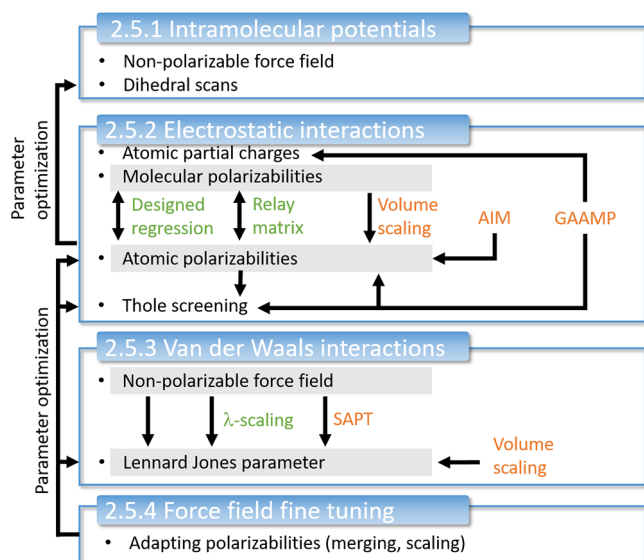 2.5.1 Intramolecular potentials
• Non-polarizable force field
• Dihedral scans
Parameter
optimization
2.5.2 Electrostatic interactions
• Atomic partial charges
• Molecular polarizabilities
Designed
regression
Relay
matrix
Volume
scaling
AIM
GAAMP
• Atomic polarizabilities
• Thole screening
Parameter optimization
2.5.3 Van der Waals interactions
• Non-polarizable force field
λ-scaling
SAPT
• Lennard Jones parameter
Volume
scaling
2.5.4 Force field fine tuning
• Adapting polarizabilities (merging, scaling)